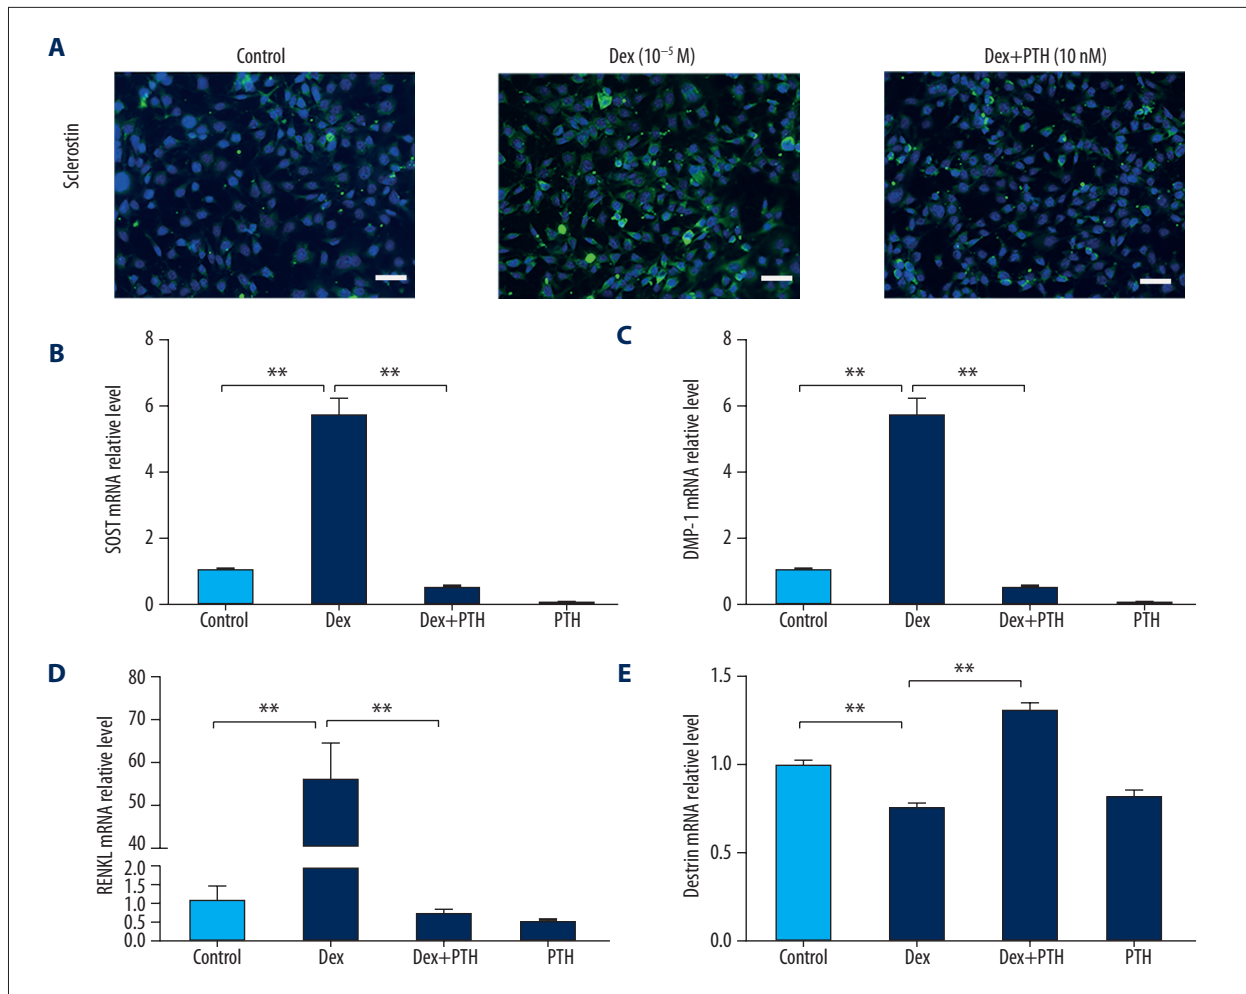 A
Control
Dex (10⁻⁵ M)
Dex+PTH (10 nM)
Sclerostin
B
SOST mRNA relative level
8
6
4
2
0
**
**
Control
Dex
Dex+PTH
PTH
C
DMP-1 mRNA relative level
8
6
4
2
0
**
**
Control
Dex
Dex+PTH
PTH
D
RENKL mRNA relative level
80
70
60
50
40
2.0
1.5
1.0
0.5
0.0
**
**
Control
Dex
Dex+PTH
PTH
E
Destrin mRNA relative level
1.5
1.0
0.5
0.0
**
**
Control
Dex
Dex+PTH
PTH